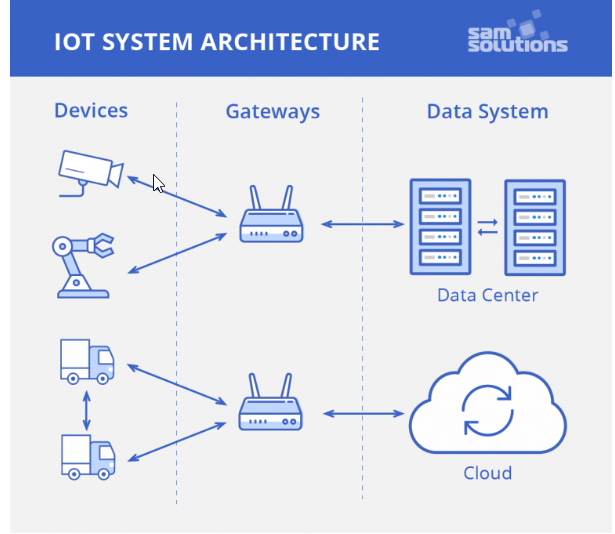 IOT SYSTEM ARCHITECTURE
sam
solutions
Devices
Gateways
Data System
Data Center
Cloud